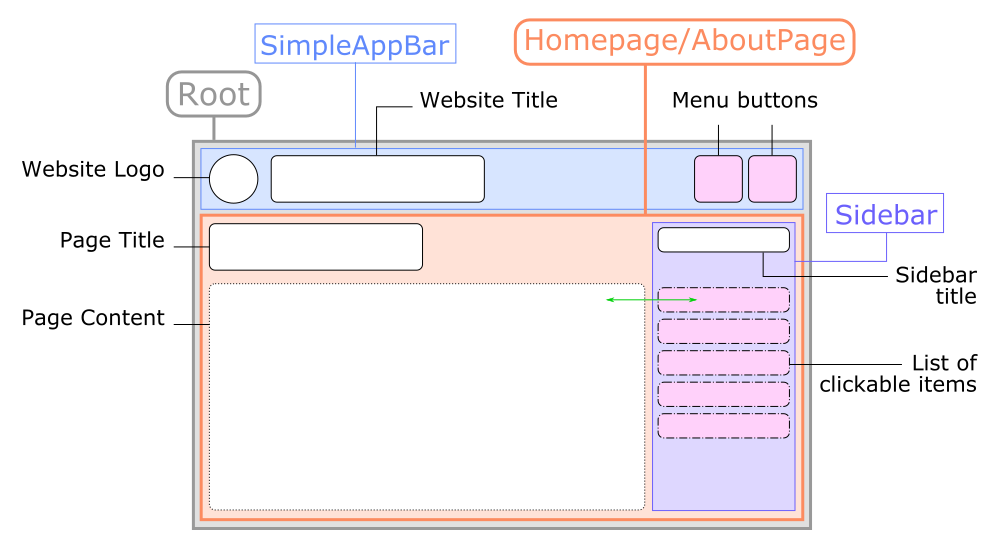 SimpleAppBar
Homepage/AboutPage
Root
Website Title
Menu buttons
Website Logo
Page Title
Sidebar
Sidebar
title
Page Content
List of
clickable items